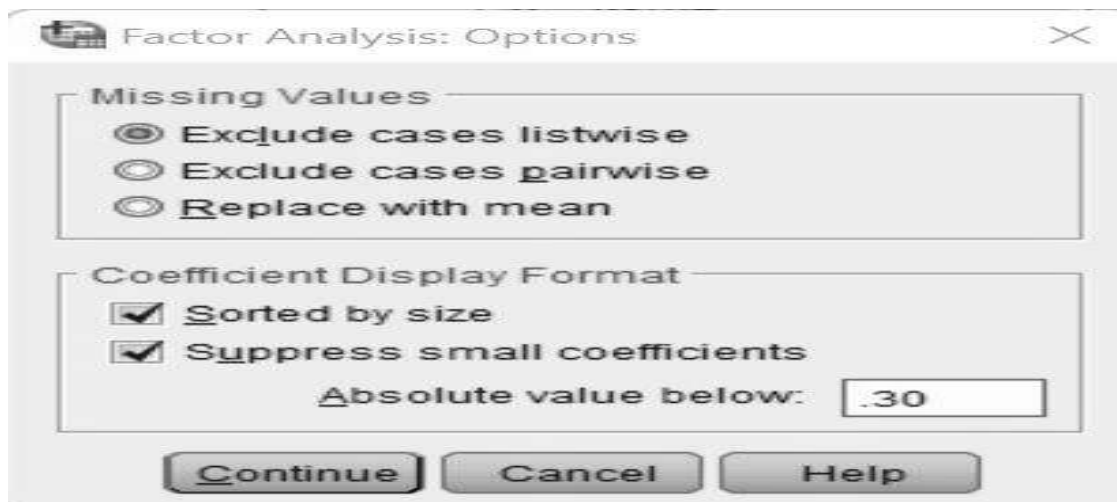 Factor Analysis: Options
Missing Values
Exclude cases listwise
Exclude cases pairwise
Replace with mean
Coefficient Display Format
Sorted by size
Suppress small coefficients
Absolute value below: .30
Continue Cancel Help